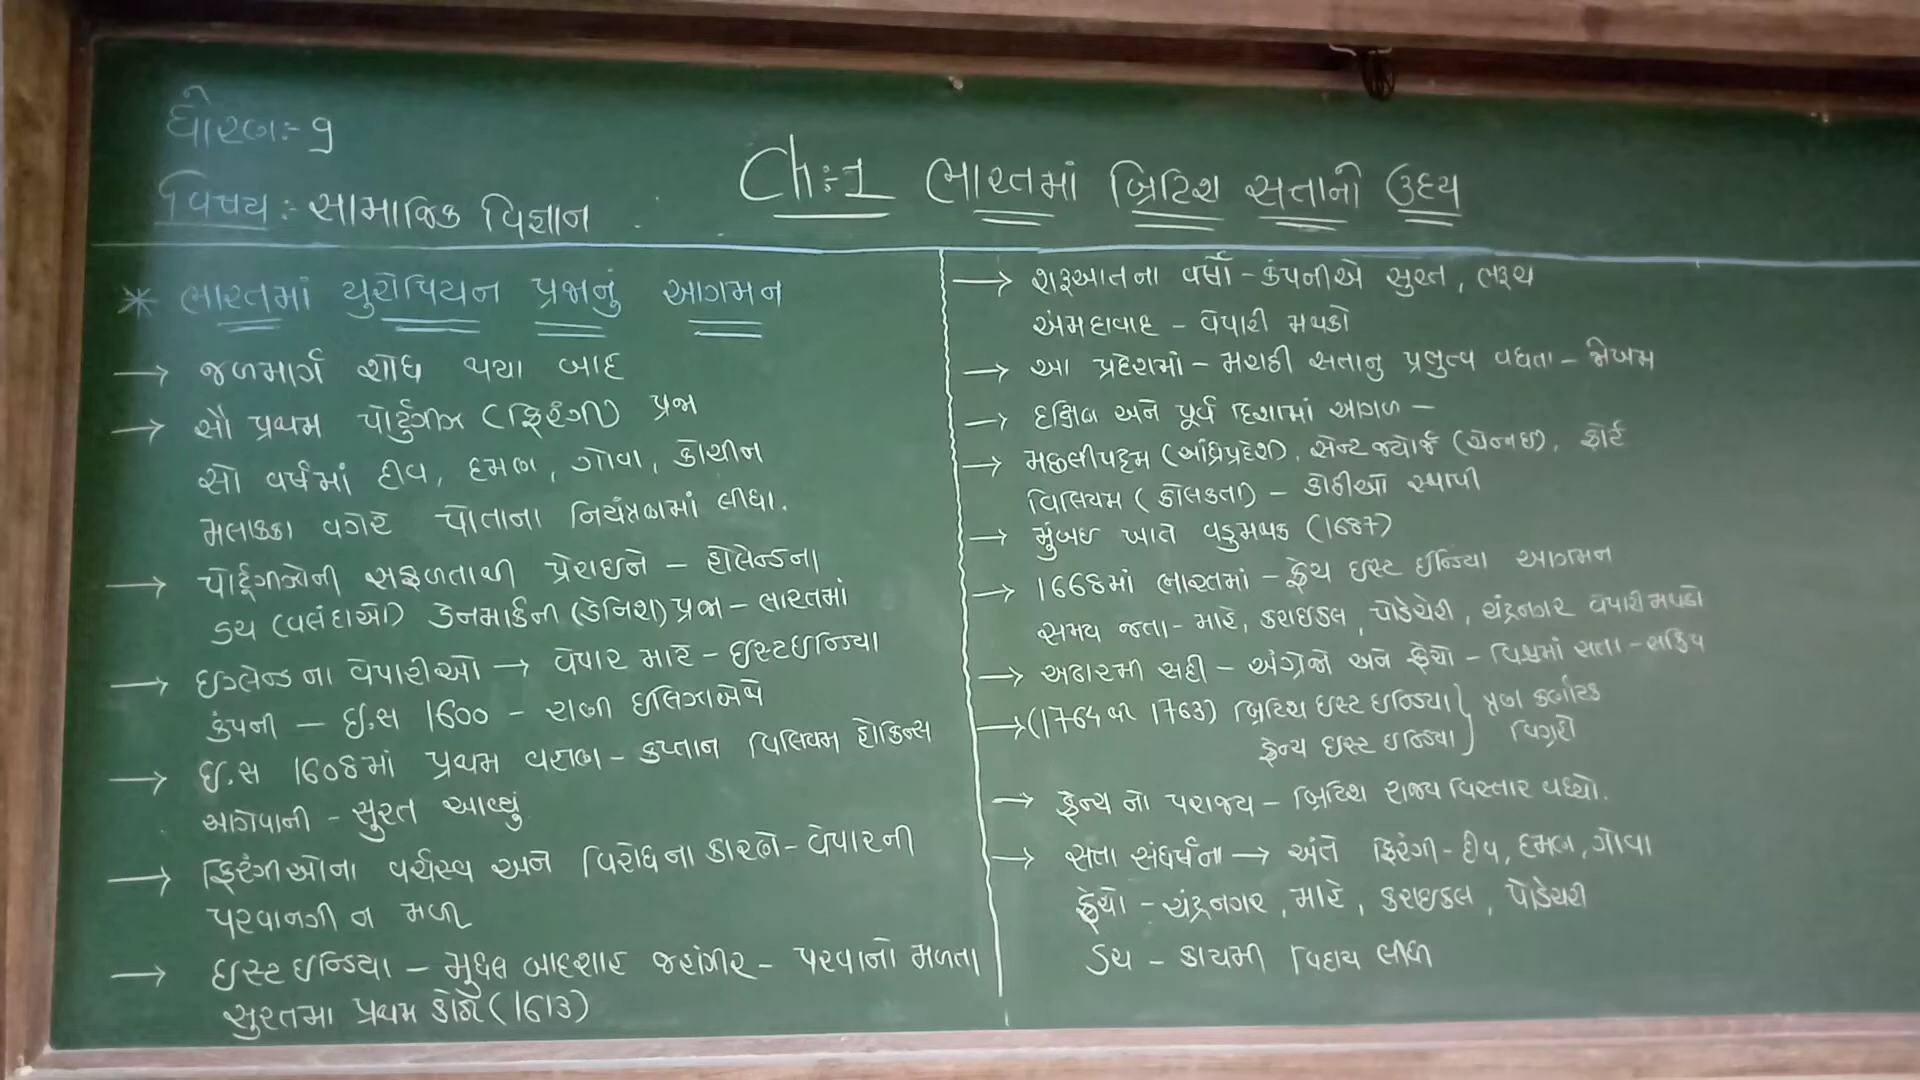 ધોરણ:- ૧
વિષય :- સામાજિક વિજ્ઞાન
Ch:-1 ભારતમાં બ્રિટિશ સતાનો ઉદય
* ભારતમાં યુરોપિયન પ્રજાનું આગમન
→ જળમાર્ગ શોધ થયા બાદ
→ સૌ પ્રથમ પોર્ટુગીઝ (ફિરંગી) પ્રજા
સો વર્ષમાં દીવ, દમણ, ગોવા, કોચીન
મલાક્કા વગેરે પોતાના નિયંત્રણમાં લીધા.
→ પોર્ટુગીઝોની સફળતાથી પ્રેરાઇને – હોલેન્ડના
ડચ (વલંદાઓ) ડેનમાર્કની (ડેનિશ) પ્રજા – ભારતમાં
→ ઇગ્લેન્ડ ના વેપારીઓ → વેપાર માટે – ઇસ્ટઇન્ડિયા
કંપની – ઇ.સ 1600 – રાણી ઇલિઝાબેથે
→ ઇ.સ 1608માં પ્રથમ વહાણ – કપ્તાન વિલિયમ હોકિન્સ
આગેવાની – સુરત આવ્યું
→ ફિરંગીઓના વર્ચસ્વ અને વિરોધના કારણે – વેપારની
પરવાનગી ન મળી
→ ઇસ્ટ ઇન્ડિયા – મુઘલ બાદશાહ જહાંગીર – પરવાનો મળતા
સુરતમા પ્રથમ કોઠી (1613)
→ શરૂઆતના વર્ષો – કંપનીએ સુરત, ભરૂચ
અમદાવાદ – વેપારી મથકો
→ આ પ્રદેશમાં – મરાઠી સતાનુ પ્રભુત્વ વધતા – જોખમ
→ દક્ષિણ અને પૂર્વ દિશામાં આગળ –
→ મછલીપટ્ટમ (આંધ્રપ્રદેશ), સેન્ટ જ્યોર્જ (ચેન્નઇ), ફોર્ટ
વિલિયમ (કોલકતા) – કોઠીઓ સ્થાપી
→ મુંબઇ ખાતે વડુમથક (1687)
→ 1668માં ભારતમાં – ફ્રેંચ ઇસ્ટ ઇન્ડિયા આગમન
સમય જતા – માહે, કરાઇકલ, પોંડેચેરી, ચંદ્રનગર વેપારી મથકો
→ અઢારમી સદી – અંગ્રેજો અને ફ્રેંચો – વિશ્વમાં સતા – સક્રિય
→ (1764થી 1763) બ્રિટિશ ઇસ્ટ ઇન્ડિયા } ત્રણ કર્ણાટક
ફ્રેન્ચ ઇસ્ટ ઇન્ડિયા } વિગ્રહો
→ ફ્રેન્ચ નો પરાજય – બ્રિટિશ રાજ્ય વિસ્તાર વધ્યો.
→ સતા સંઘર્ષના → અંતે ફિરંગી – દીવ, દમણ, ગોવા
ફ્રેંચો – ચંદ્રનગર, માહે, કરાઇકલ, પોંડેચેરી
ડચ – કાયમી વિદાય લીધી